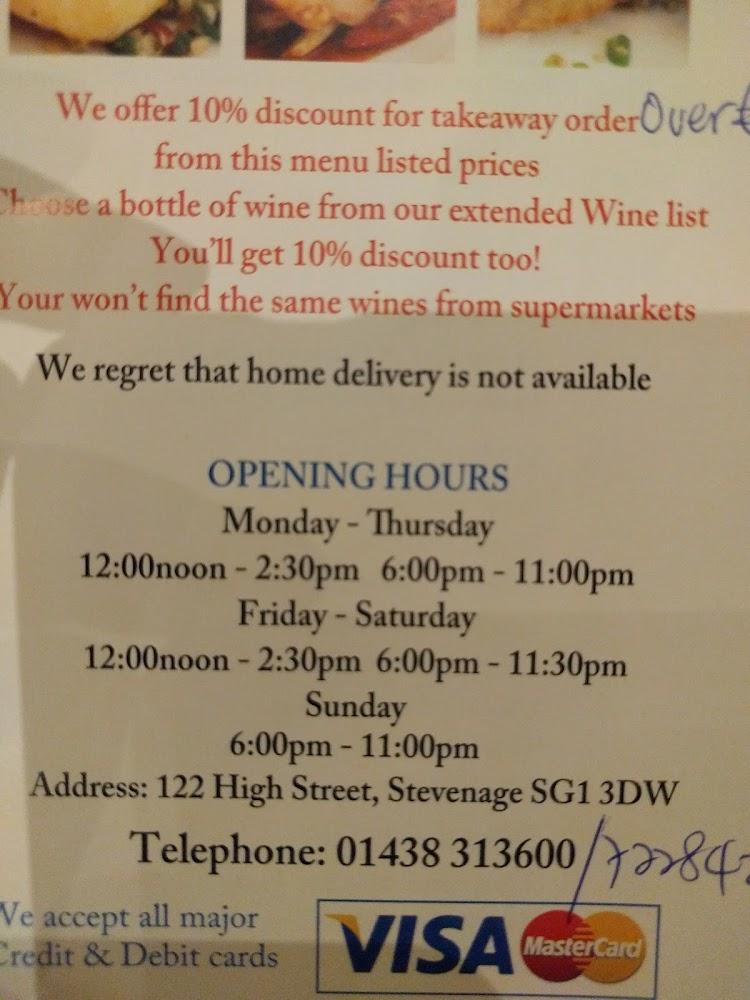 We offer 10% discount for takeaway order Over £
from this menu listed prices
Choose a bottle of wine from our extended Wine list
You'll get 10% discount too!
Your won't find the same wines from supermarkets
We regret that home delivery is not available
OPENING HOURS
Monday - Thursday
12:00noon - 2:30pm 6:00pm - 11:00pm
Friday - Saturday
12:00noon - 2:30pm 6:00pm - 11:30pm
Sunday
6:00pm - 11:00pm
Address: 122 High Street, Stevenage SG1 3DW
Telephone: 01438 313600
We accept all major
Credit & Debit cards
VISA MasterCard